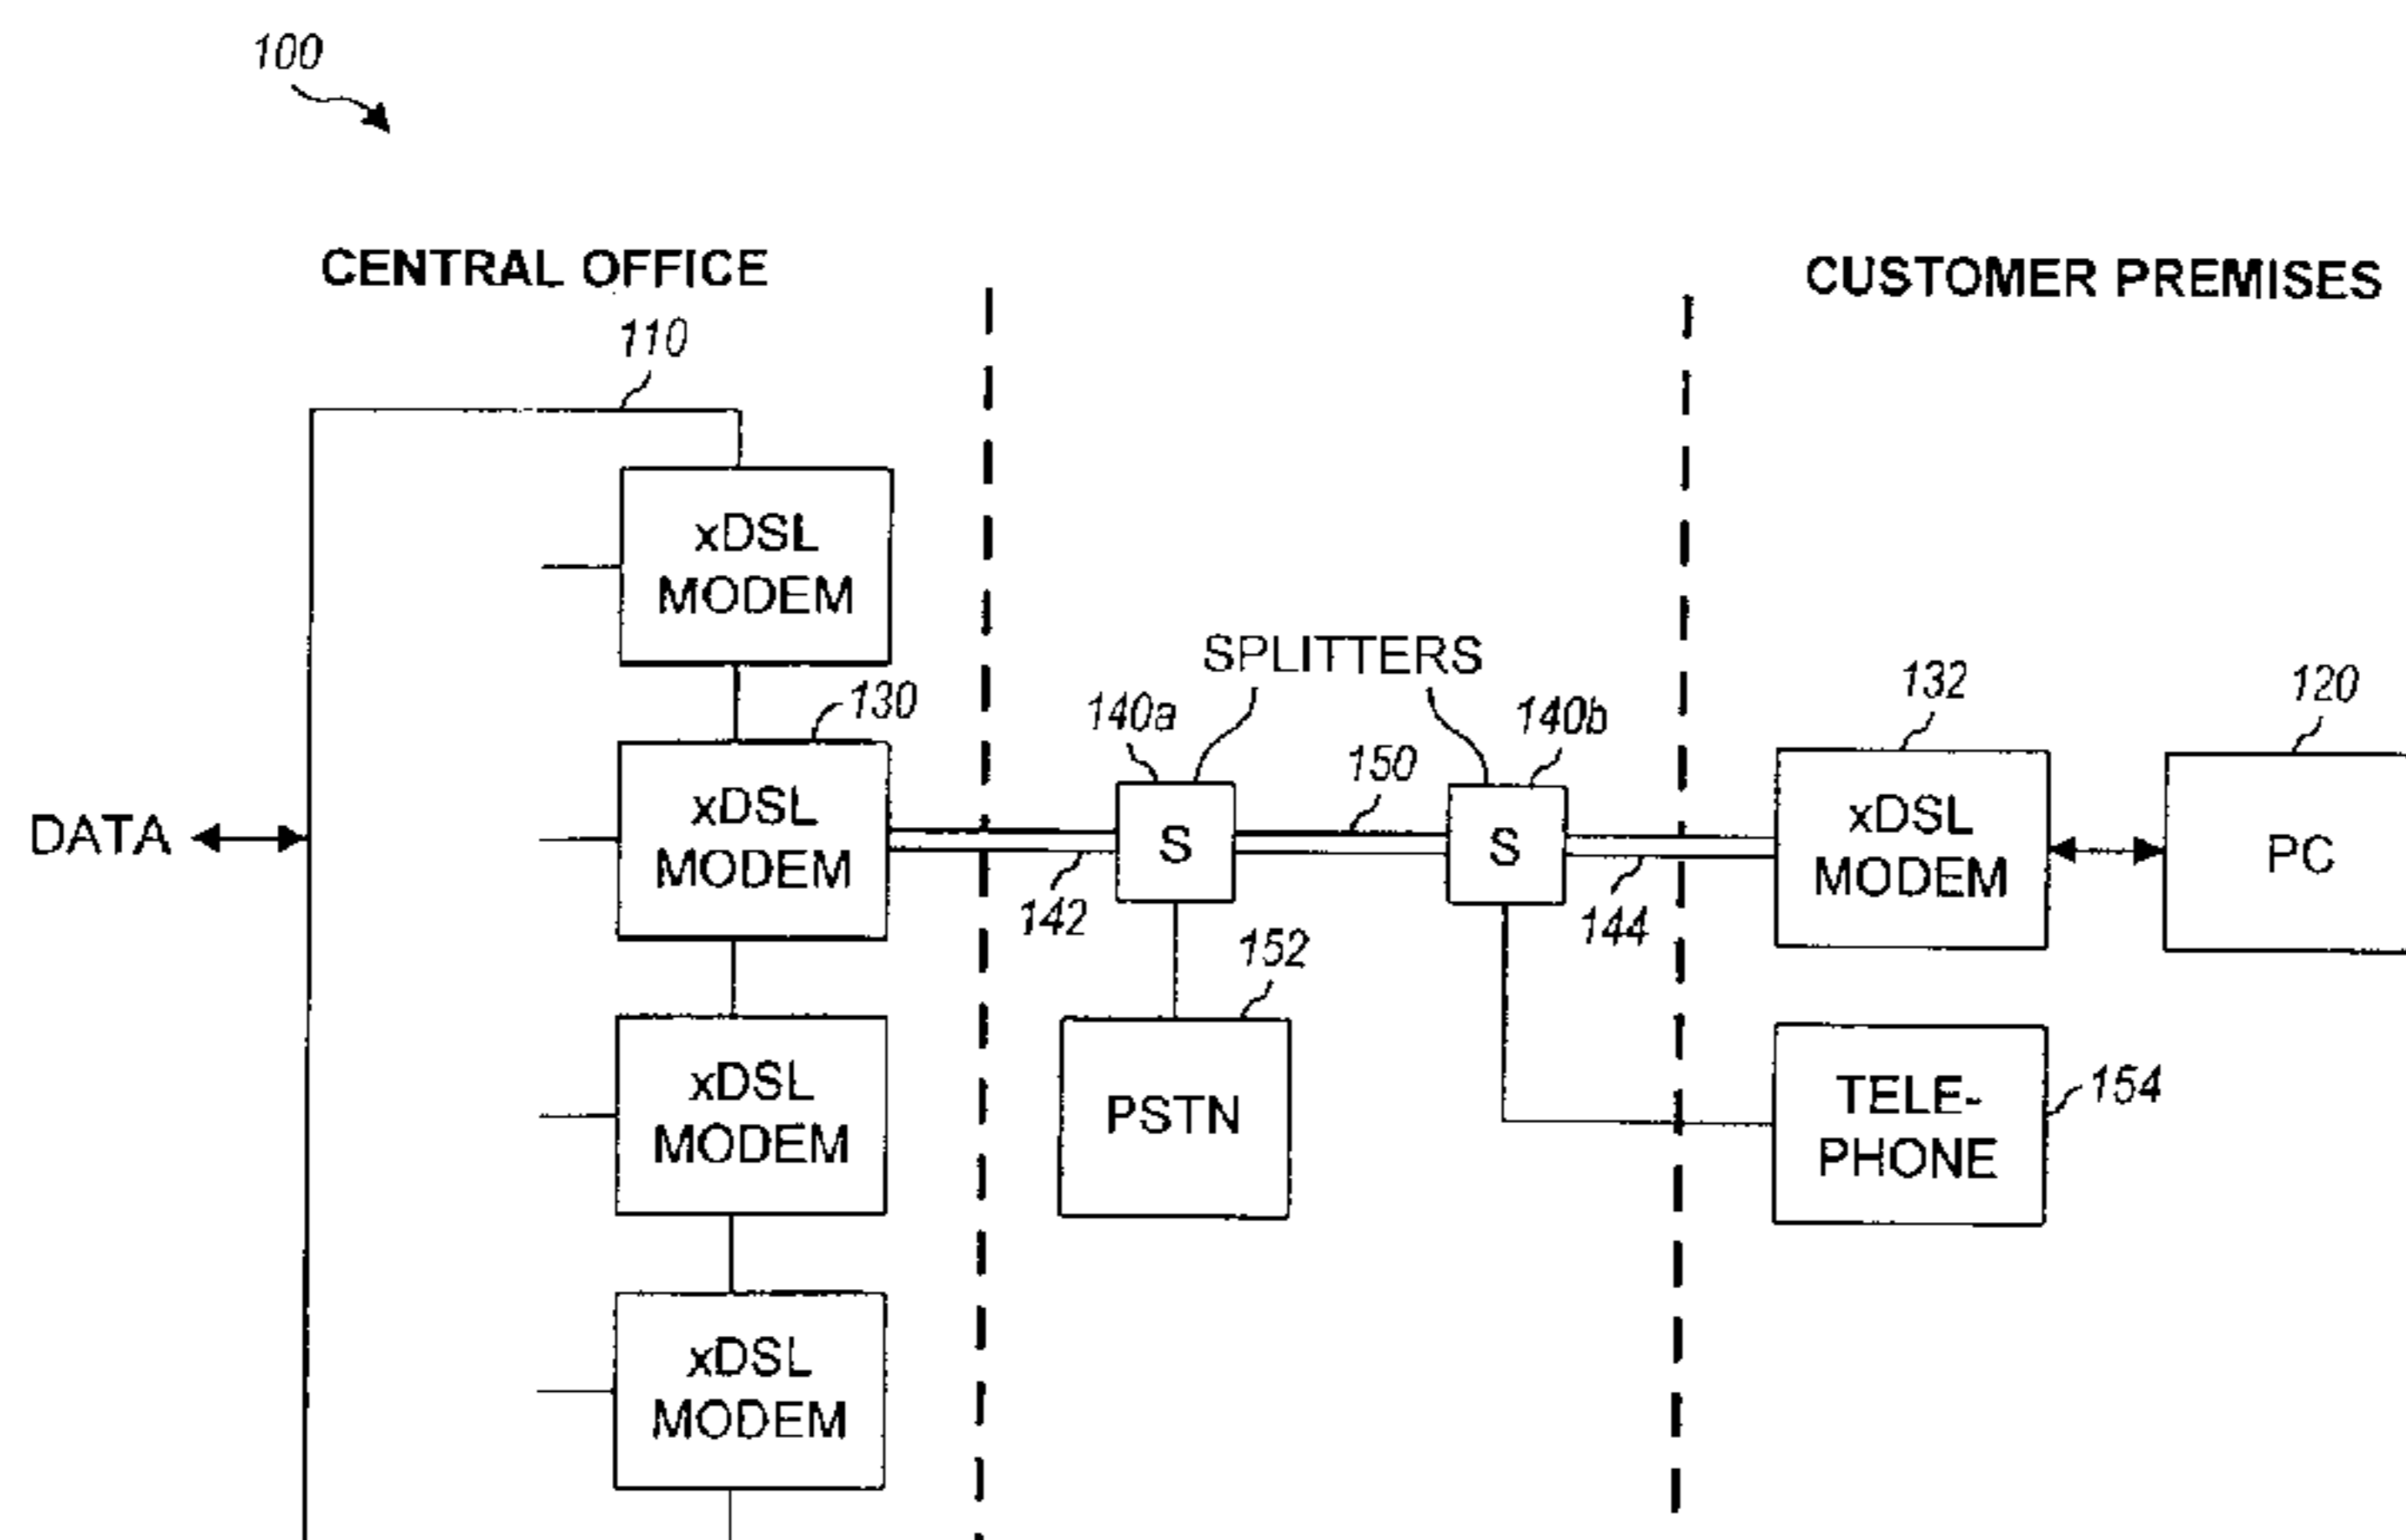 100
CENTRAL OFFICE
CUSTOMER PREMISES
110
xDSL
MODEM
SPLITTERS
130
140a
150
140b
132
120
DATA
xDSL
MODEM
S
S
xDSL
MODEM
PC
142
144
152
xDSL
MODEM
PSTN
TELE-
PHONE
154
xDSL
MODEM